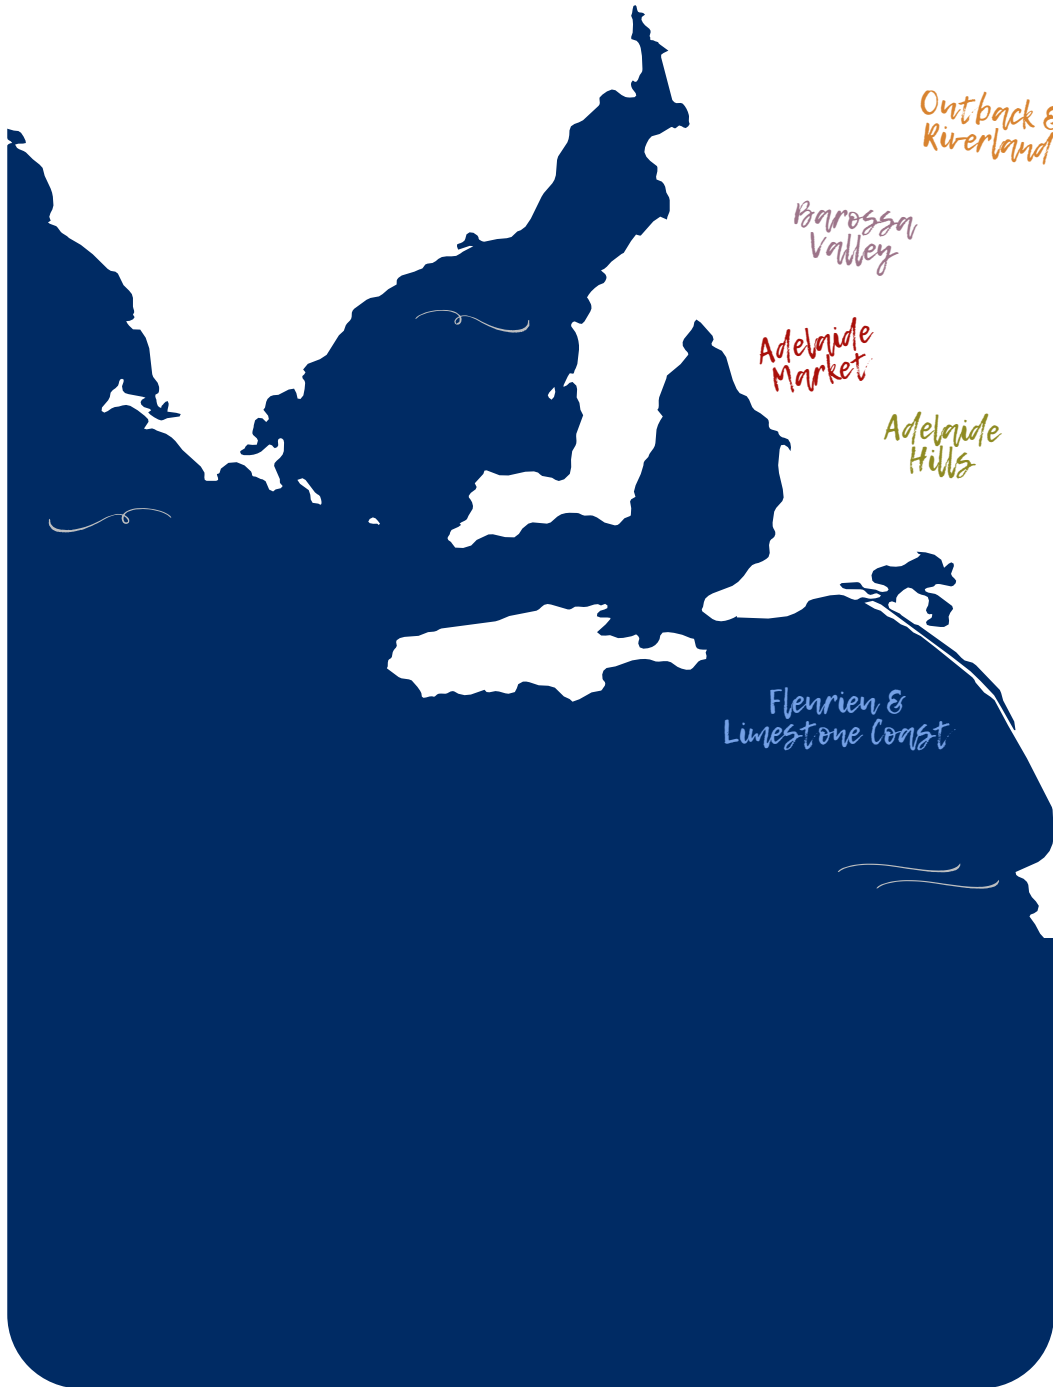 Outback &
Riverland
Barossa
Valley
Adelaide
Market
Adelaide
Hills
Fleurieu &
Limestone Coast